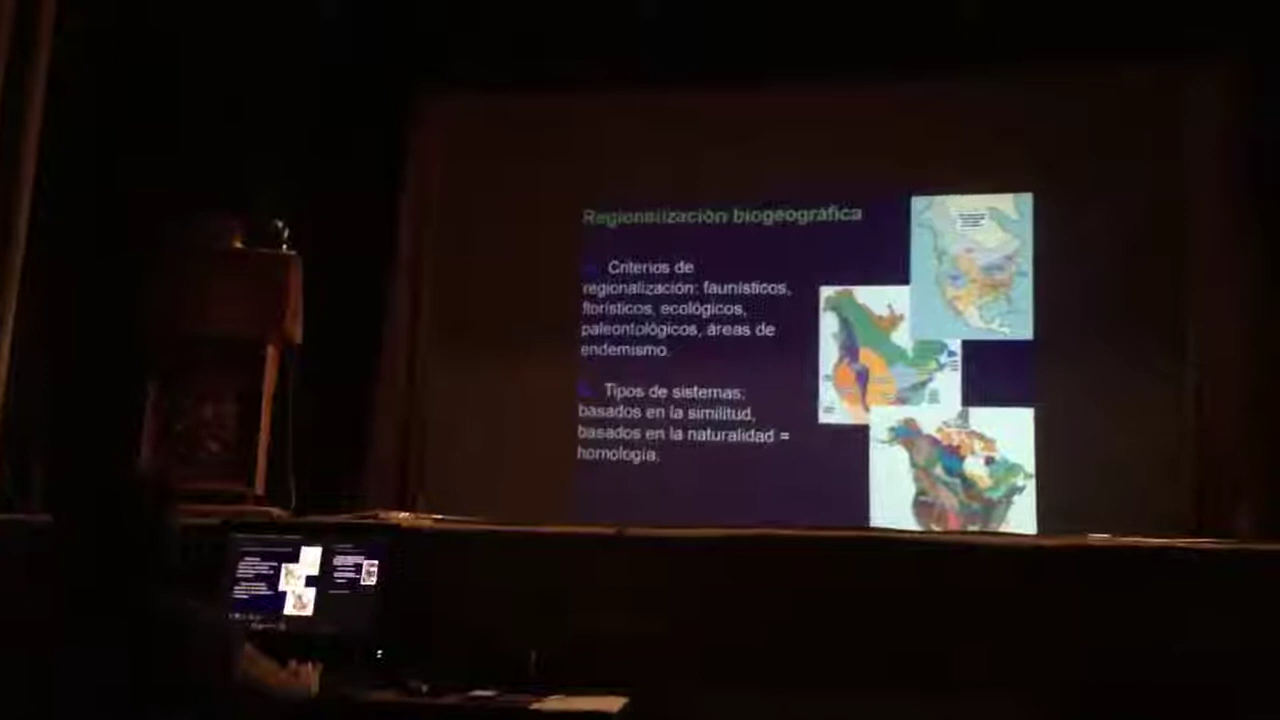 Regionalización biogeográfica
Criterios de
regionalización: faunísticos,
florísticos, ecológicos,
paleontológicos, áreas de
endemismo.
Tipos de sistemas:
basados en la similitud,
basados en la naturalidad =
homología.